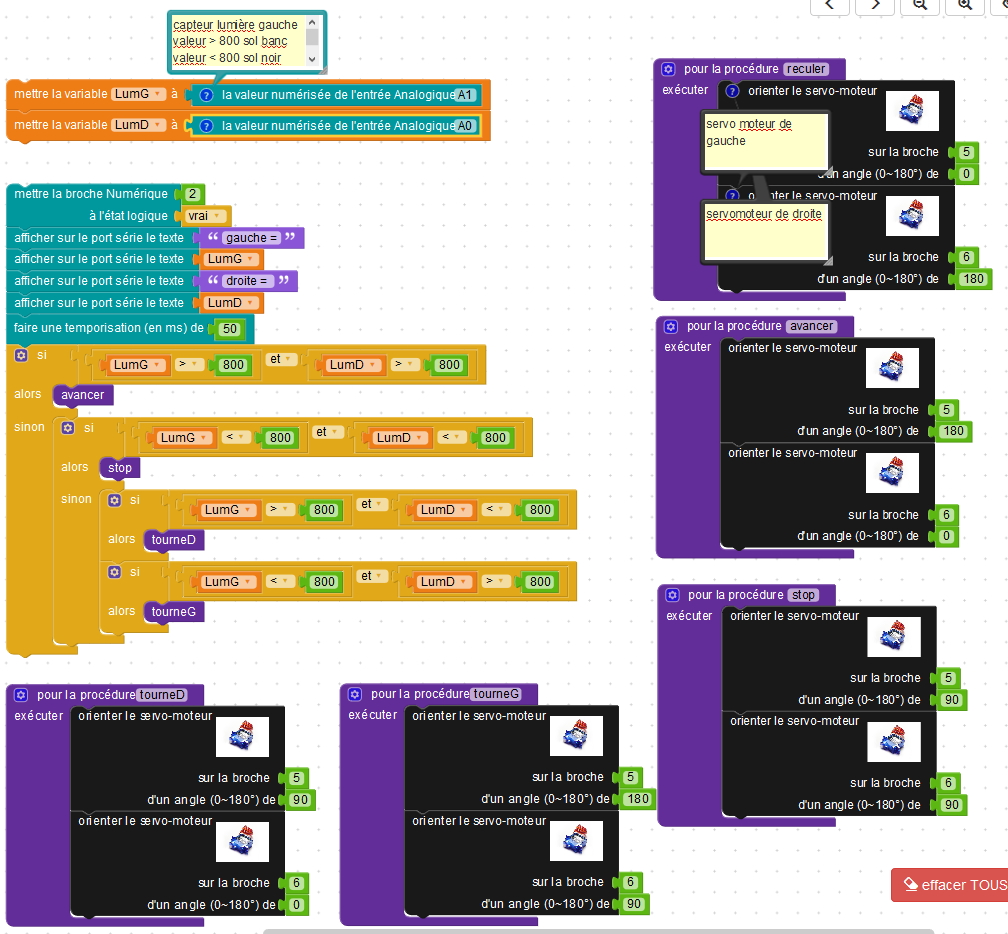 capteur lumière gauche
valeur > 800 sol banc
valeur < 800 sol noir
mettre la variable LumG à ? la valeur numérisée de l'entrée Analogique A1
mettre la variable LumD à ? la valeur numérisée de l'entrée Analogique A0
mettre la broche Numérique 2
à l'état logique vrai
afficher sur le port série le texte “ gauche = ”
afficher sur le port série le texte LumG
afficher sur le port série le texte “ droite = ”
afficher sur le port série le texte LumD
faire une temporisation (en ms) de 50
si LumG > 800 et LumD > 800
alors avancer
sinon si LumG < 800 et LumD < 800
alors stop
sinon si LumG > 800 et LumD < 800
alors tourneD
si LumG < 800 et LumD > 800
alors tourneG
pour la procédure reculer
exécuter ? orienter le servo-moteur
servo moteur de
gauche
sur la broche 5
d'un angle (0~180°) de 0
? orienter le servo-moteur
servomoteur de droite
sur la broche 6
d'un angle (0~180°) de 180
pour la procédure avancer
exécuter orienter le servo-moteur
sur la broche 5
d'un angle (0~180°) de 180
orienter le servo-moteur
sur la broche 6
d'un angle (0~180°) de 0
pour la procédure stop
exécuter orienter le servo-moteur
sur la broche 5
d'un angle (0~180°) de 90
orienter le servo-moteur
sur la broche 6
d'un angle (0~180°) de 90
pour la procédure tourneD
exécuter orienter le servo-moteur
sur la broche 5
d'un angle (0~180°) de 90
orienter le servo-moteur
sur la broche 6
d'un angle (0~180°) de 0
pour la procédure tourneG
exécuter orienter le servo-moteur
sur la broche 5
d'un angle (0~180°) de 180
orienter le servo-moteur
sur la broche 6
d'un angle (0~180°) de 90
effacer TOUS